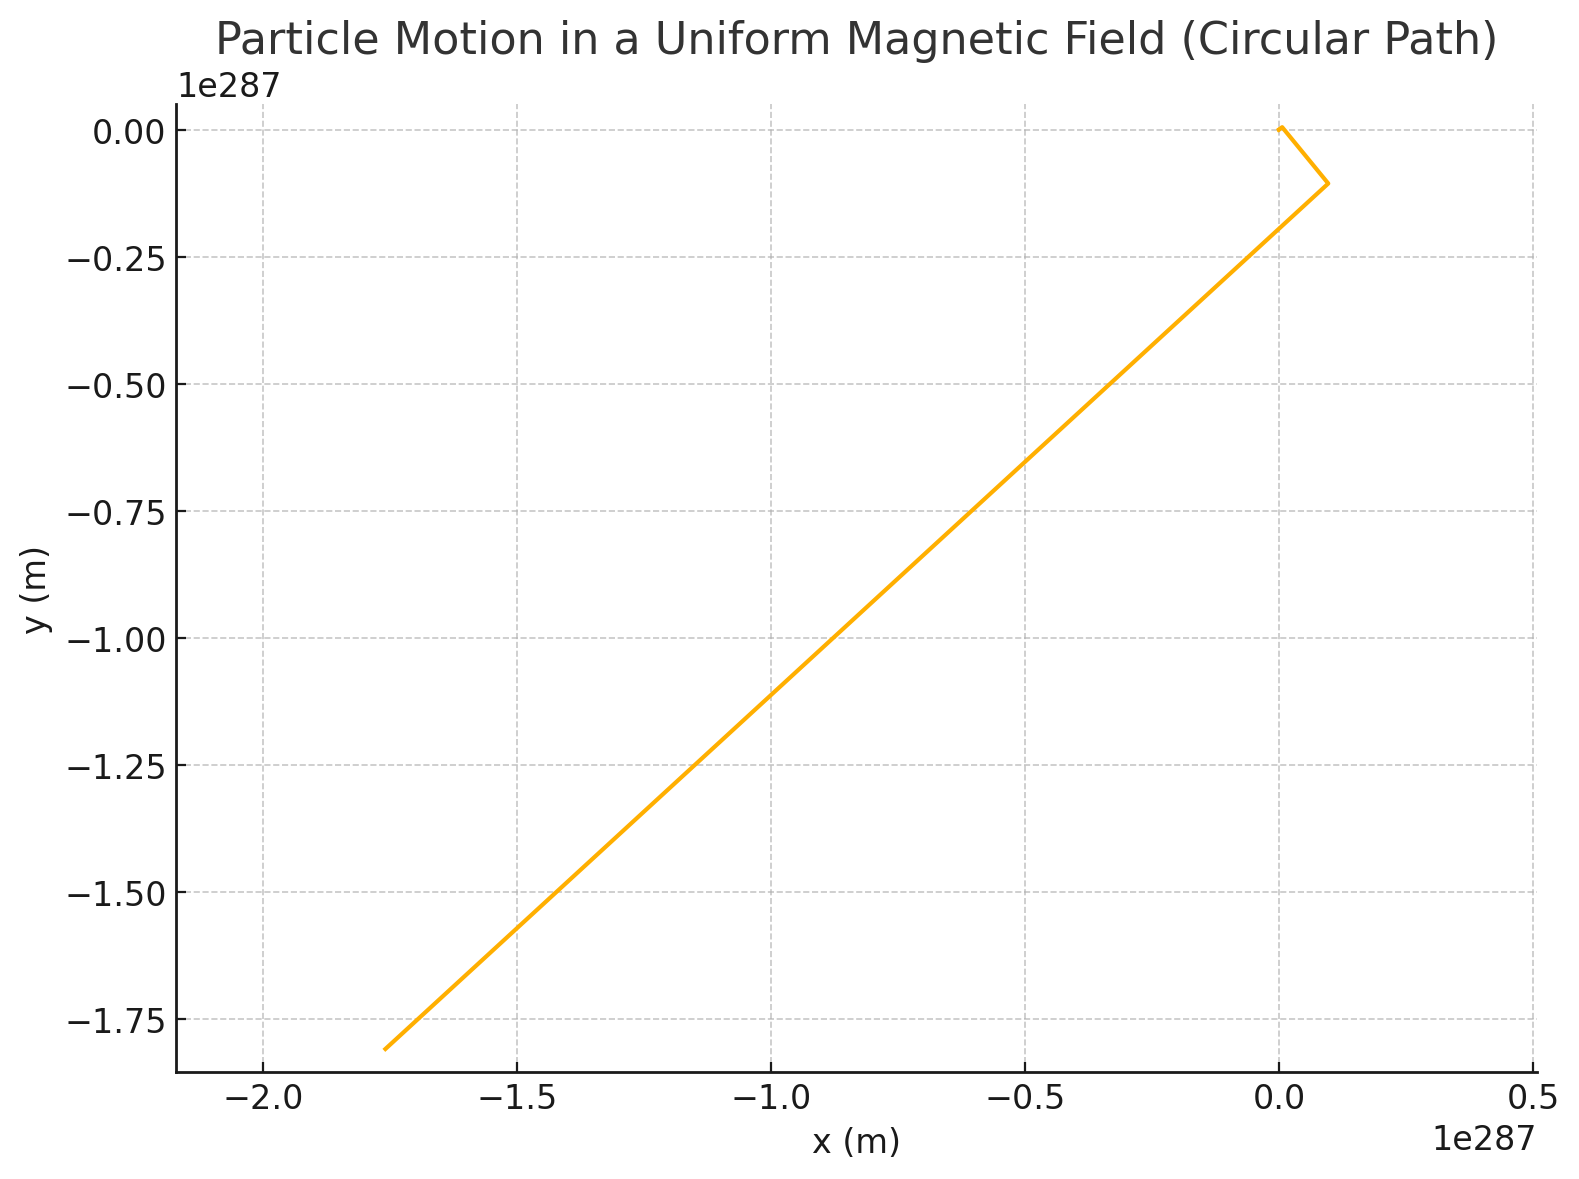 Particle Motion in a Uniform Magnetic Field (Circular Path)
1e287
0.00
−0.25
−0.50
−0.75
−1.00
−1.25
−1.50
−1.75
y (m)
−2.0 −1.5 −1.0 −0.5 0.0 0.5
x (m)
1e287